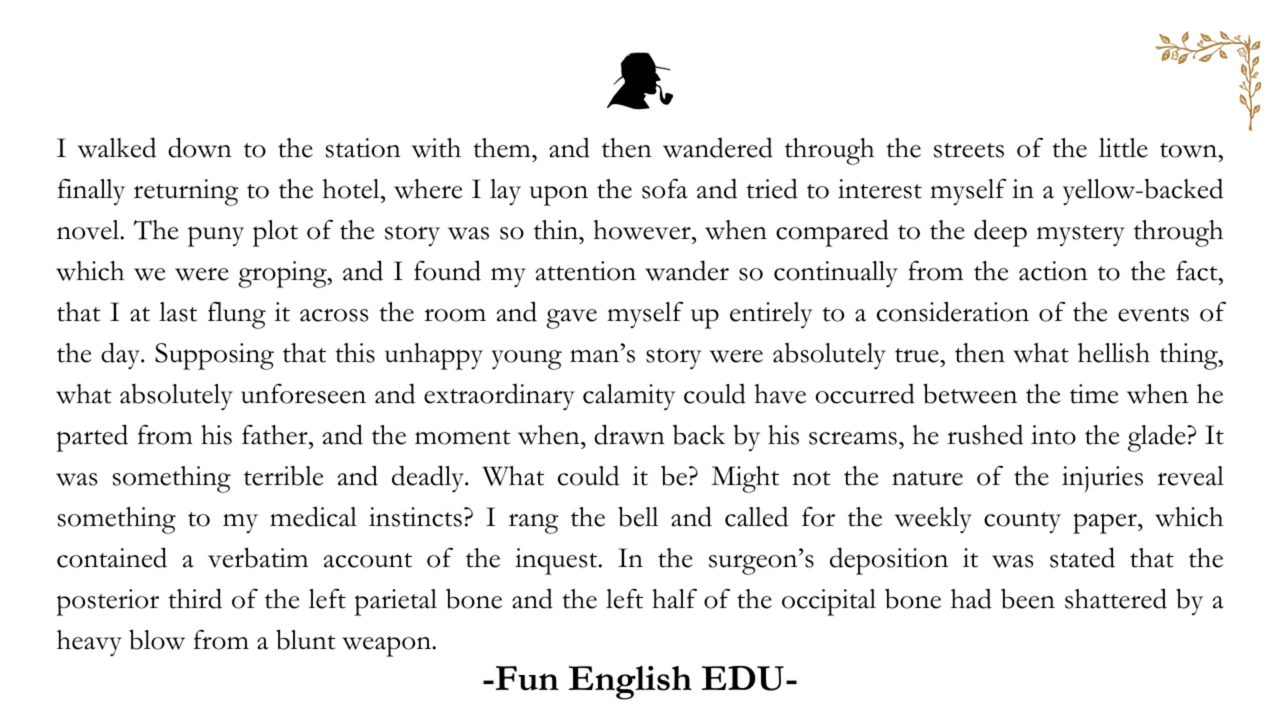 I walked down to the station with them, and then wandered through the streets of the little town,
finally returning to the hotel, where I lay upon the sofa and tried to interest myself in a yellow-backed
novel. The puny plot of the story was so thin, however, when compared to the deep mystery through
which we were groping, and I found my attention wander so continually from the action to the fact,
that I at last flung it across the room and gave myself up entirely to a consideration of the events of
the day. Supposing that this unhappy young man’s story were absolutely true, then what hellish thing,
what absolutely unforeseen and extraordinary calamity could have occurred between the time when he
parted from his father, and the moment when, drawn back by his screams, he rushed into the glade? It
was something terrible and deadly. What could it be? Might not the nature of the injuries reveal
something to my medical instincts? I rang the bell and called for the weekly county paper, which
contained a verbatim account of the inquest. In the surgeon’s deposition it was stated that the
posterior third of the left parietal bone and the left half of the occipital bone had been shattered by a
heavy blow from a blunt weapon.
-Fun English EDU-